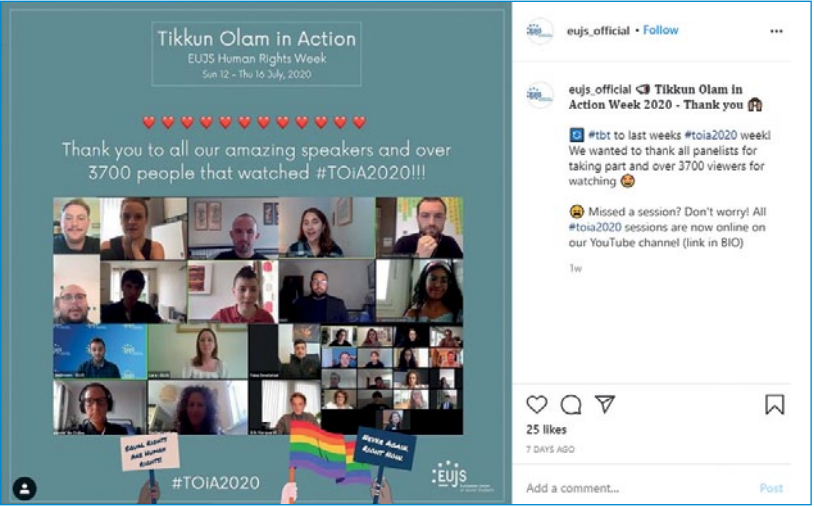 Tikkun Olam in Action
EUJS Human Rights Week
Sun 12 - Thu 16 July, 2020
Thank you to all our amazing speakers and over
3700 people that watched #TOiA2020!!!
EQUAL RIGHTS
ARE HUMAN
RIGHTS!
NEVER AGAIN.
RIGHT NOW.
#TOiA2020
EUJS
eujs_official • Follow
eujs_official Tikkun Olam in
Action Week 2020 - Thank you
#tbt to last weeks #toia2020 week!
We wanted to thank all panelists for
taking part and over 3700 viewers for
watching
Missed a session? Don't worry! All
#toia2020 sessions are now online on
our YouTube channel (link in BIO)
1w
25 likes
7 DAYS AGO
Add a comment...
Post